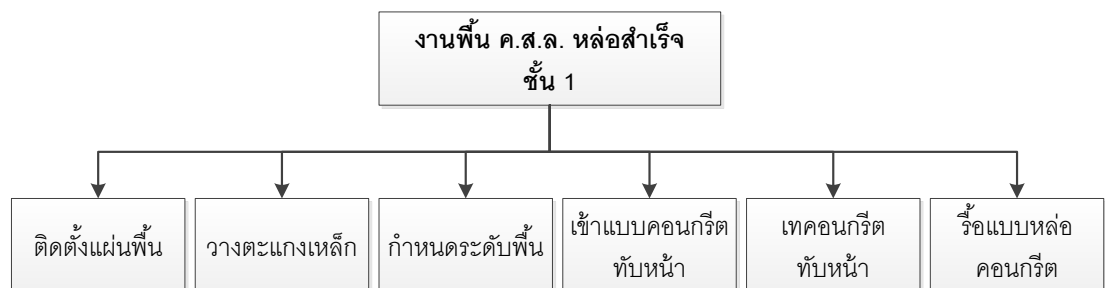 งานพื้น ค.ส.ล. หล่อสำเร็จ
ชั้น 1
ติดตั้งแผ่นพื้น
วางตะแกงเหล็ก
กำหนดระดับพื้น
เข้าแบบคอนกรีต
ทับหน้า
เทคอนกรีต
ทับหน้า
รื้อแบบหล่อ
คอนกรีต